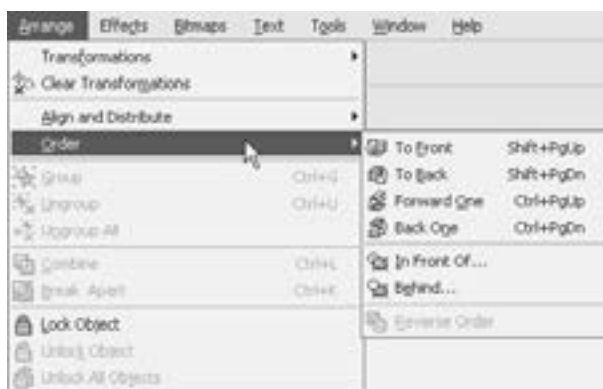 Arrange Effects Bitmaps Text Tools Window Help
Transformations
Clear Transformations
Align and Distribute
Order
Group Ctrl+G
Ungroup Ctrl+U
Ungroup All
Combine Ctrl+L
Break Apart Ctrl+K
Lock Object
Unlock Object
Unlock All Objects
To Front Shift+PgUp
To Back Shift+PgDn
Forward One Ctrl+PgUp
Back One Ctrl+PgDn
In Front Of...
Behind...
Reverse Order